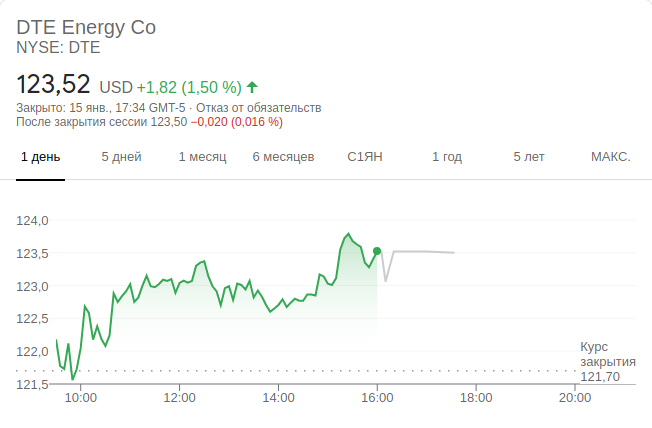 DTE Energy Co
NYSE: DTE
123,52 USD +1,82 (1,50 %)
Закрыто: 15 янв., 17:34 GMT-5 · Отказ от обязательств
После закрытия сессии 123,50 −0,020 (0,016 %)
1 день 5 дней 1 месяц 6 месяцев С1ЯН 1 год 5 лет МАКС.
124,0
123,5
123,0
122,5
122,0
121,5
Курс
закрытия
121,70
10:00 12:00 14:00 16:00 18:00 20:00